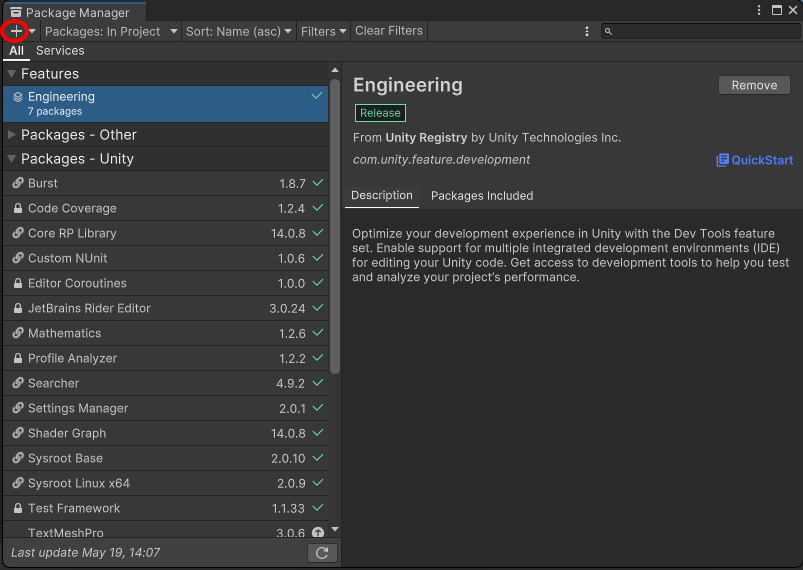 Package Manager
Packages: In Project Sort: Name (asc) Filters Clear Filters
All Services
Features
Engineering
7 packages
Packages - Other
Packages - Unity
Burst 1.8.7
Code Coverage 1.2.4
Core RP Library 14.0.8
Custom NUnit 1.0.6
Editor Coroutines 1.0.0
JetBrains Rider Editor 3.0.24
Mathematics 1.2.6
Profile Analyzer 1.2.2
Searcher 4.9.2
Settings Manager 2.0.1
Shader Graph 14.0.8
Sysroot Base 2.0.10
Sysroot Linux x64 2.0.9
Test Framework 1.1.33
TextMeshPro 3.0.6
Last update May 19, 14:07
Engineering
Remove
Release
From Unity Registry by Unity Technologies Inc.
com.unity.feature.development
QuickStart
Description Packages Included
Optimize your development experience in Unity with the Dev Tools feature
set. Enable support for multiple integrated development environments (IDE)
for editing your Unity code. Get access to development tools to help you test
and analyze your project's performance.